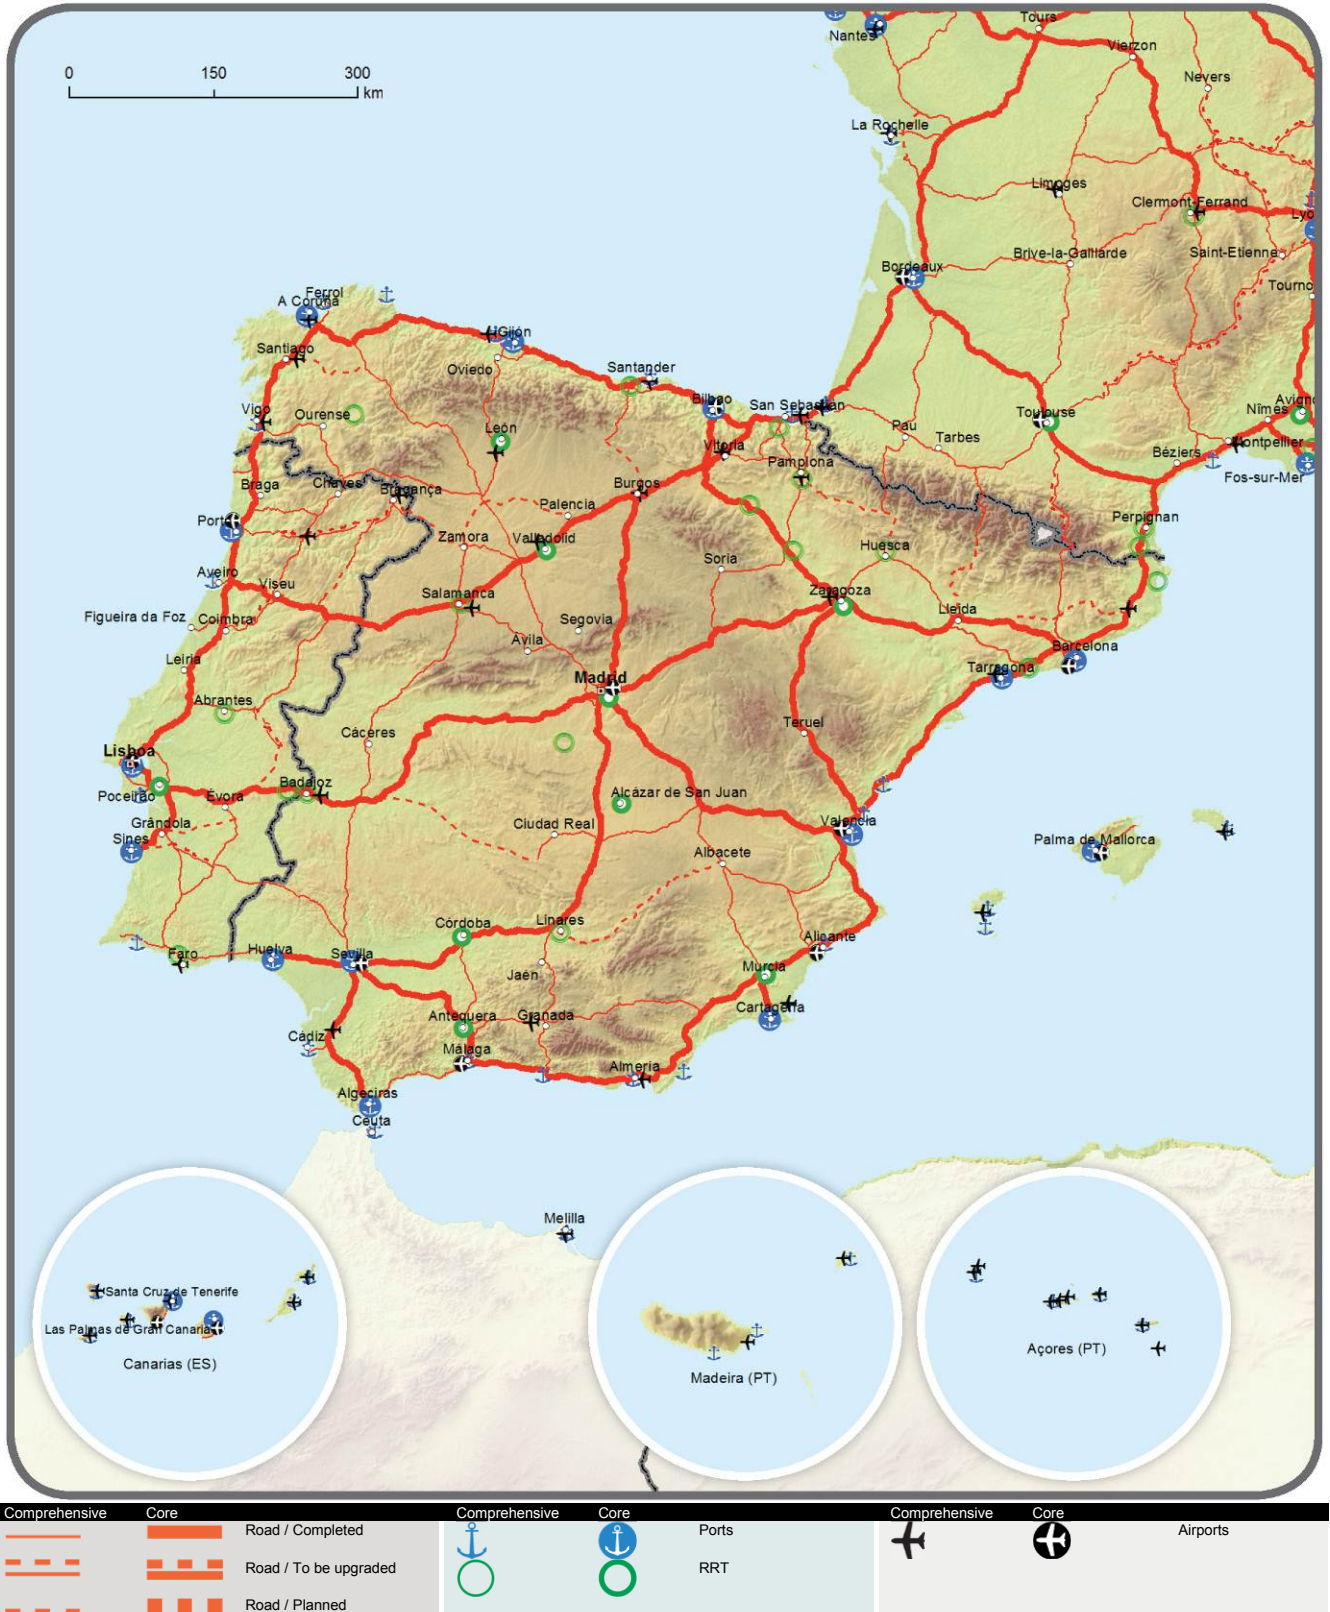 Tours
Nantes
Vierzon
0 150 300
km
Nevers
La Rochelle
Limoges
Clermont-Ferrand
Lyo
Brive-la-Gaillarde
Saint-Etienne
Bordeaux
Tourno
Ferrol
A Coruña
Gijón
Santiago
Oviedo
Santander
Bilbao
San Sebastian
Avigno
Nîmes
Vigo
Ourense
León
Toulouse
Pau
Tarbes
Montpellier
Vitoria
Béziers
Pamplona
Fos-sur-Mer
Braga
Chaves
Bragança
Burgos
Palencia
Perpignan
Porto
Zamora
Valladolid
Soria
Huesca
Aveiro
Viseu
Salamanca
Zaragoza
Lleida
Figueira da Foz
Coimbra
Segovia
Ávila
Barcelona
Leiria
Tarragona
Madrid
Abrantes
Teruel
Cáceres
Lisboa
Badajoz
Poceirão
Évora
Alcázar de San Juan
Grândola
Ciudad Real
Valencia
Sines
Albacete
Palma de Mallorca
Córdoba
Linares
Alicante
Faro
Huelva
Sevilla
Jaén
Murcia
Cartagena
Antequera
Granada
Cádiz
Málaga
Almeria
Algeciras
Ceuta
Melilla
Santa Cruz de Tenerife
Las Palmas de Gran Canaria
Canarias (ES)
Madeira (PT)
Açores (PT)
Comprehensive Core Comprehensive Core Comprehensive Core
Road / Completed Ports Airports
Road / To be upgraded RRT
Road / Planned